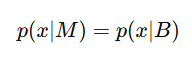 p(x|M) = p(x|B)